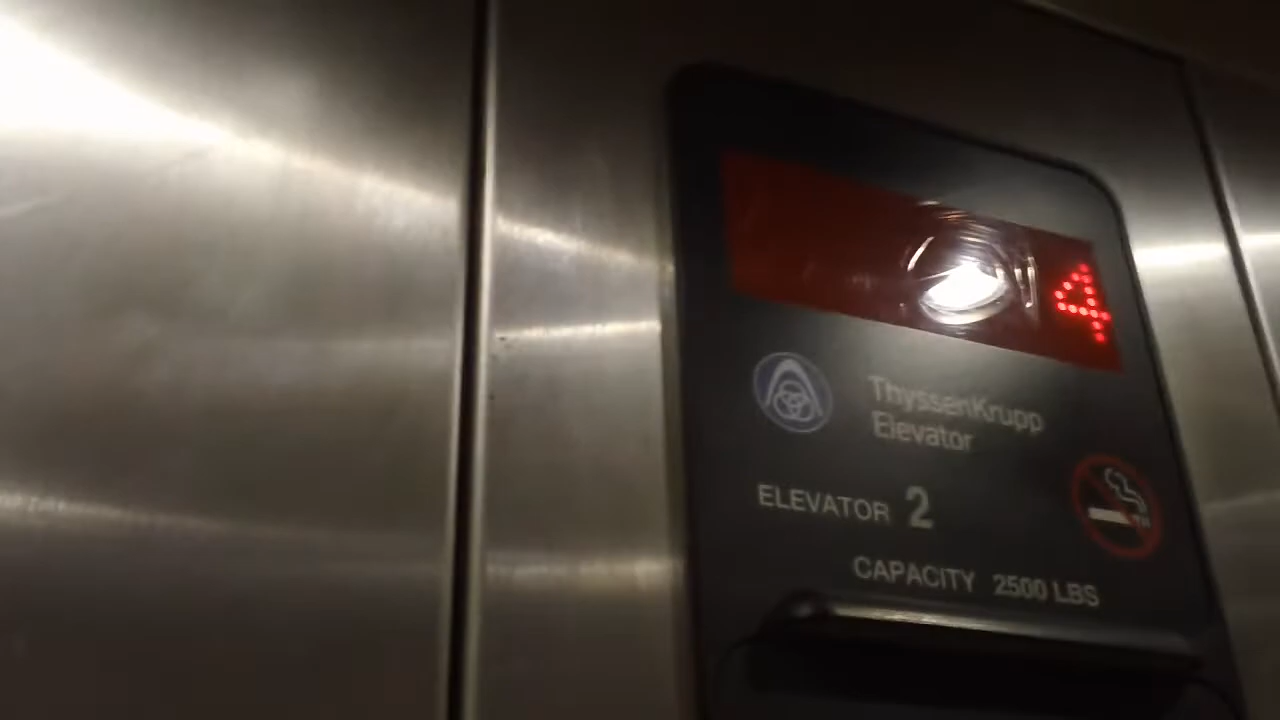 4
ThyssenKrupp
Elevator
ELEVATOR 2
CAPACITY 2500 LBS